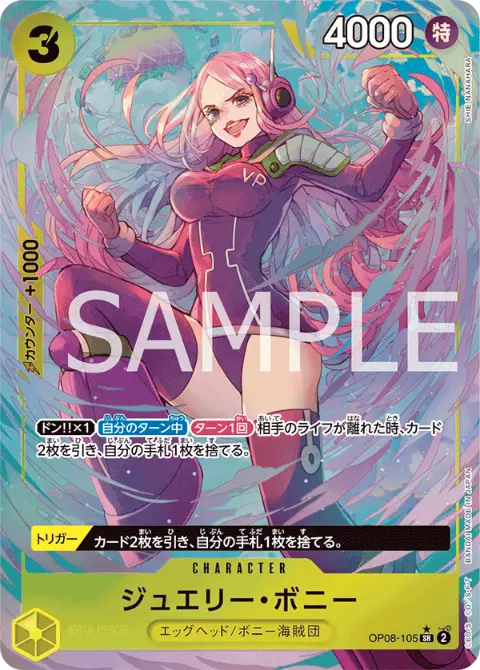 3
4000
特
SHIE NANAHARA
カウンター +1000
VP
SAMPLE
ドン!!×1 自分のターン中 ターン1回 相手のライフが離れた時、カード
2枚を引き、自分の手札1枚を捨てる。
トリガー カード2枚を引き、自分の手札1枚を捨てる。
BANDAI MADE IN JAPAN
CHARACTER
ジュエリー・ボニー
エッグヘッド/ボニー海賊団
OP08-105 ★ SR 2